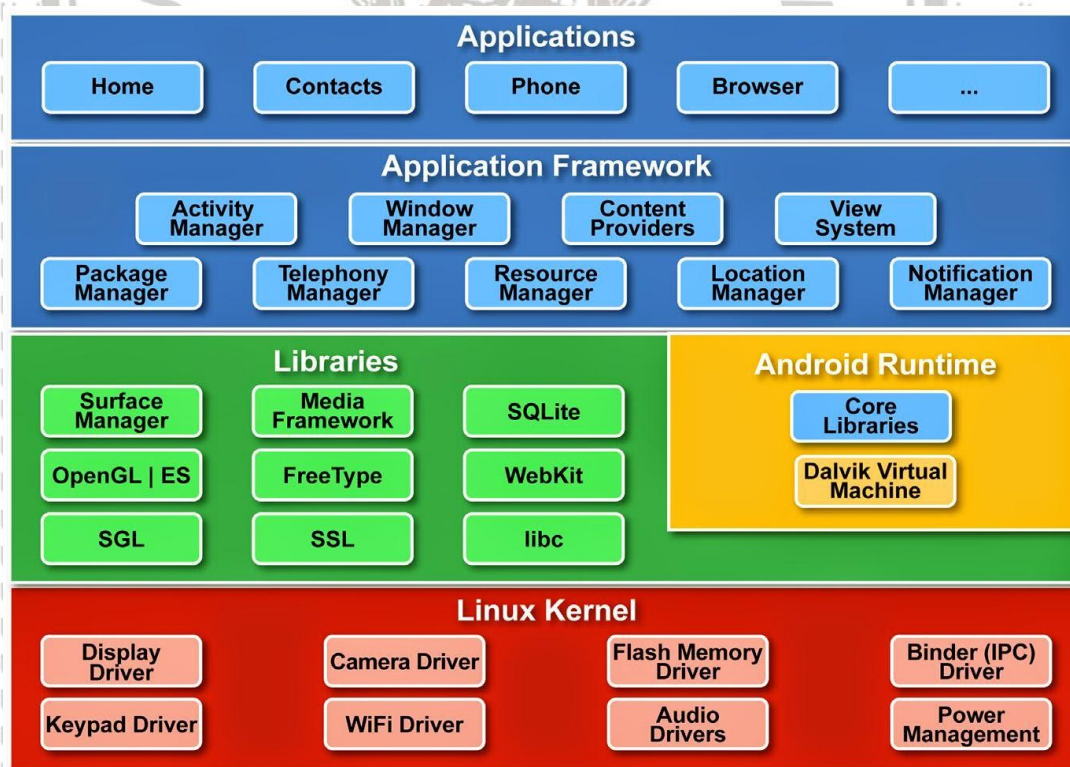 Applications
Home Contacts Phone Browser ...
Application Framework
Activity Manager
Window Manager
Content Providers
View System
Package Manager
Telephony Manager
Resource Manager
Location Manager
Notification Manager
Libraries
Surface Manager
Media Framework
SQLite
OpenGL | ES
FreeType
WebKit
SGL
SSL
libc
Android Runtime
Core Libraries
Dalvik Virtual Machine
Linux Kernel
Display Driver
Camera Driver
Flash Memory Driver
Binder (IPC) Driver
Keypad Driver
WiFi Driver
Audio Drivers
Power Management